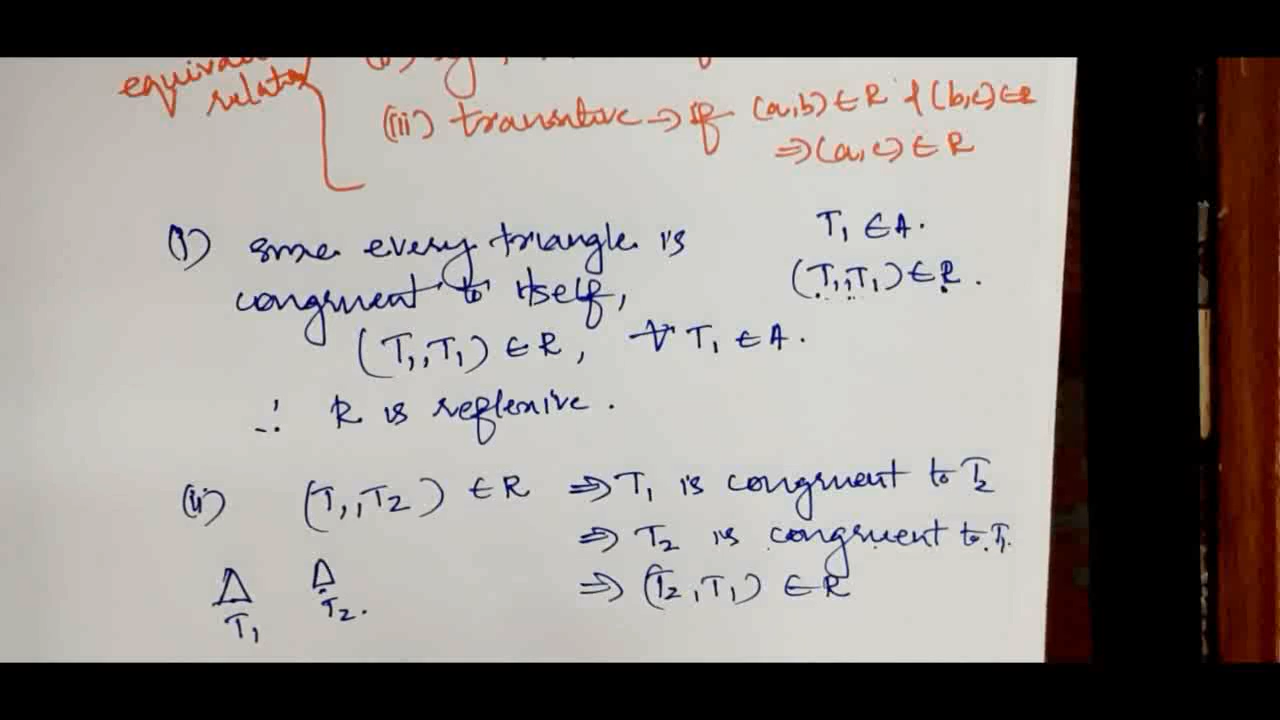 relation
(iii) transitive ⇒ if (a,b) ∈ R & (b,c) ∈ R
⇒ (a,c) ∈ R
(i) since every triangle is
congruent to itself,
(T₁,T₁) ∈ R, ∀ T₁ ∈ A.
∴ R is reflexive.
T₁ ∈ A.
(T₁,T₁) ∈ R.
(ii) (T₁,T₂) ∈ R ⇒ T₁ is congruent to T₂
⇒ T₂ is congruent to T₁.
⇒ (T₂,T₁) ∈ R
Δ Δ
T₁ T₂.